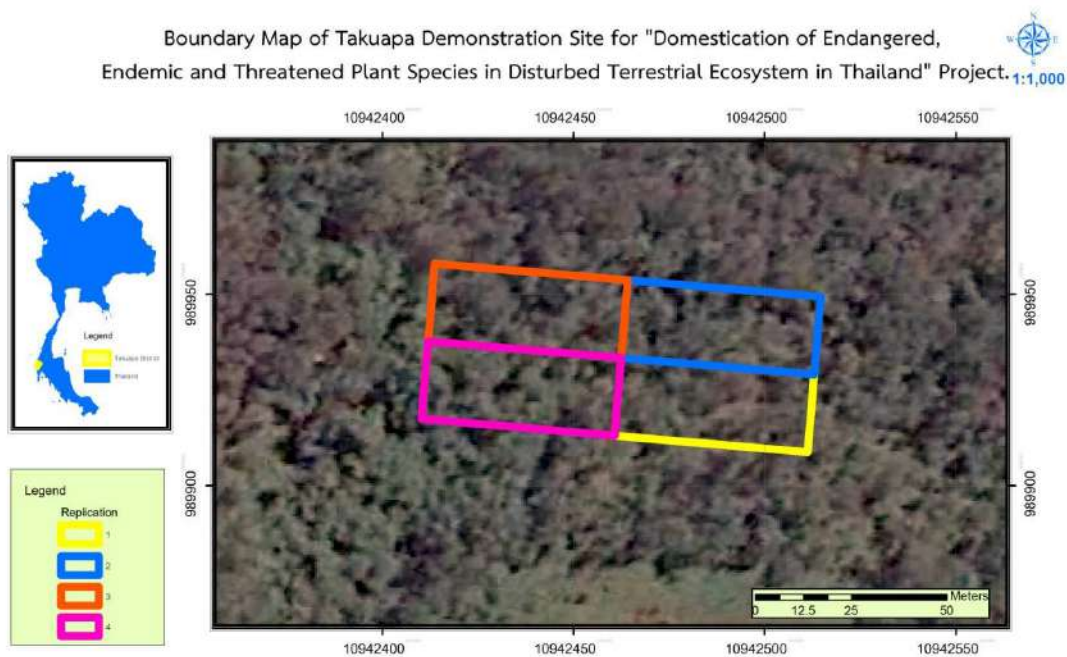 Boundary Map of Takuapa Demonstration Site for "Domestication of Endangered,
Endemic and Threatened Plant Species in Disturbed Terrestrial Ecosystem in Thailand" Project.
N
W
E
S
1:1,000
10942400
10942450
10942500
10942550
989950
989900
989950
989900
Legend
Takuapa District
Thailand
Legend
Replication
1
2
3
4
Meters
0
12.5
25
50
10942400
10942450
10942500
10942550